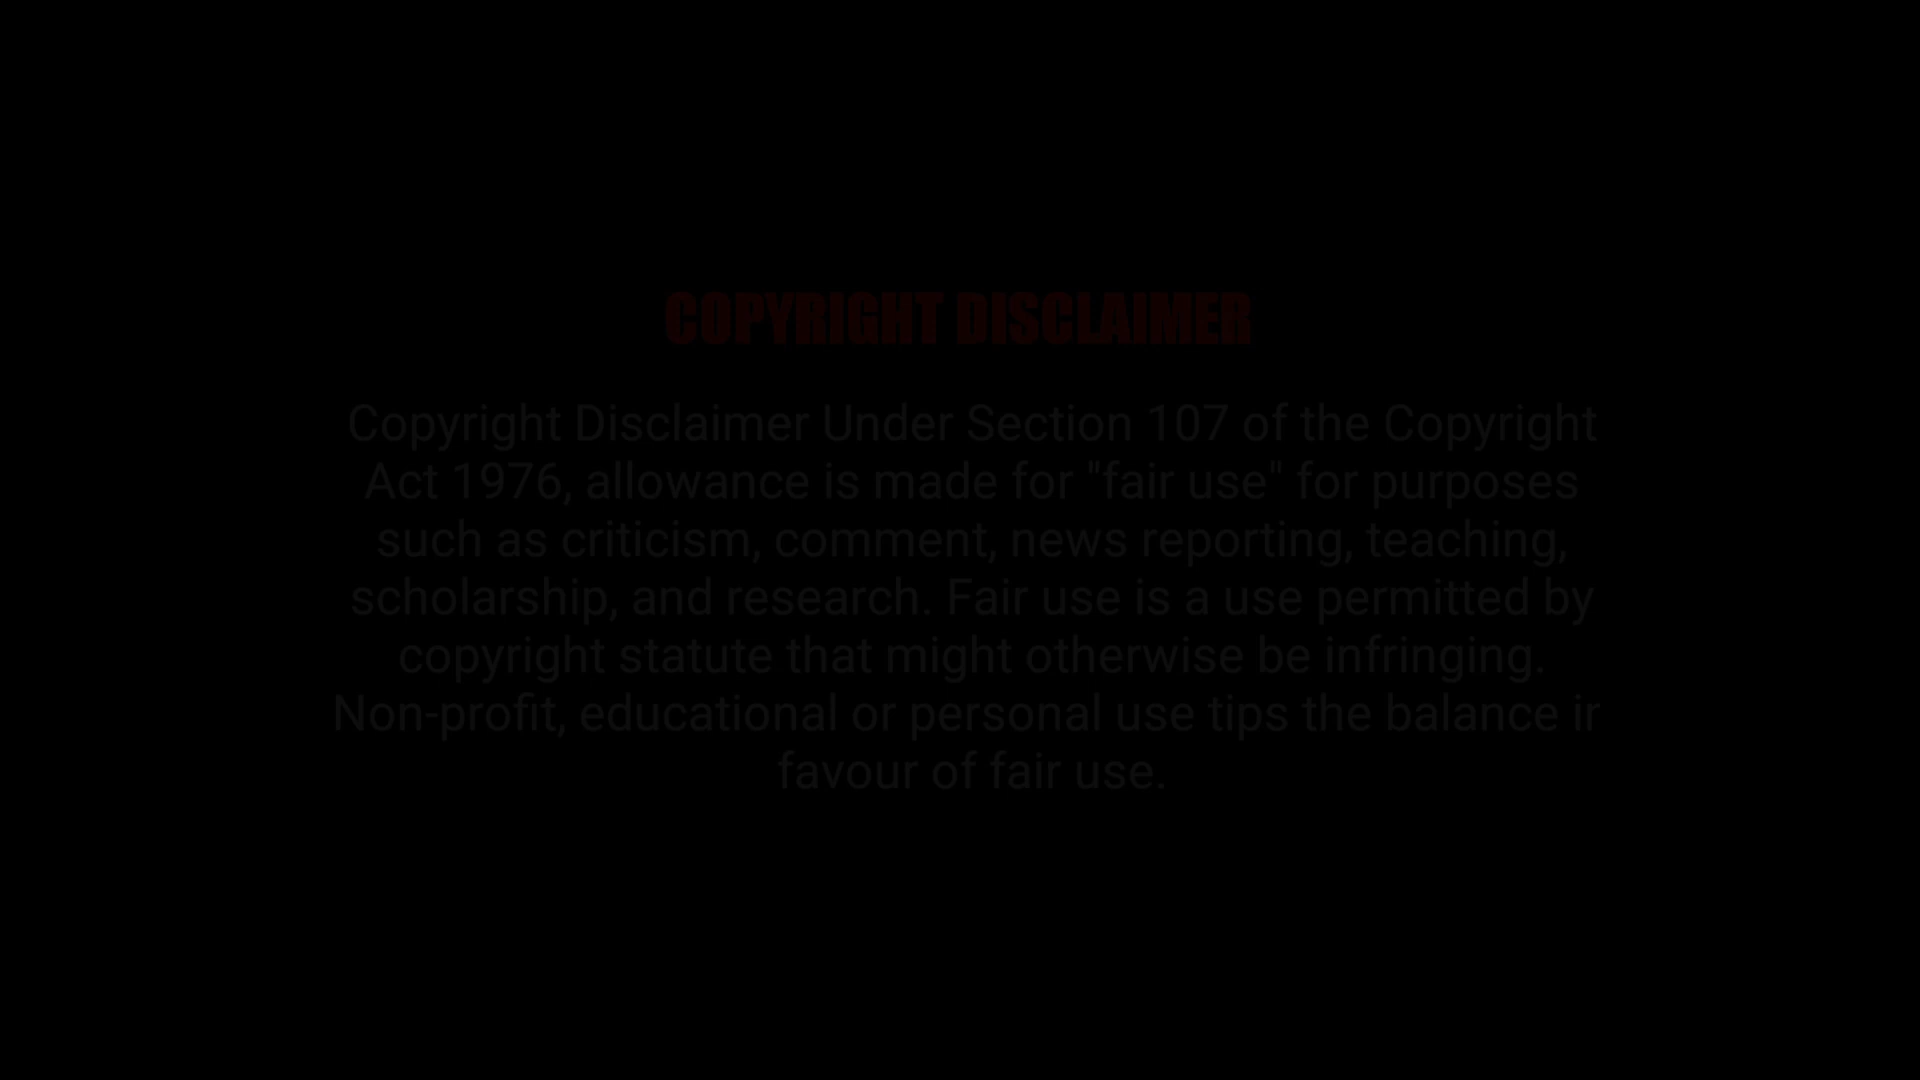 COPYRIGHT DISCLAIMER
Copyright Disclaimer Under Section 107 of the Copyright
Act 1976, allowance is made for "fair use" for purposes
such as criticism, comment, news reporting, teaching,
scholarship, and research. Fair use is a use permitted by
copyright statute that might otherwise be infringing.
Non-profit, educational or personal use tips the balance in
favour of fair use.